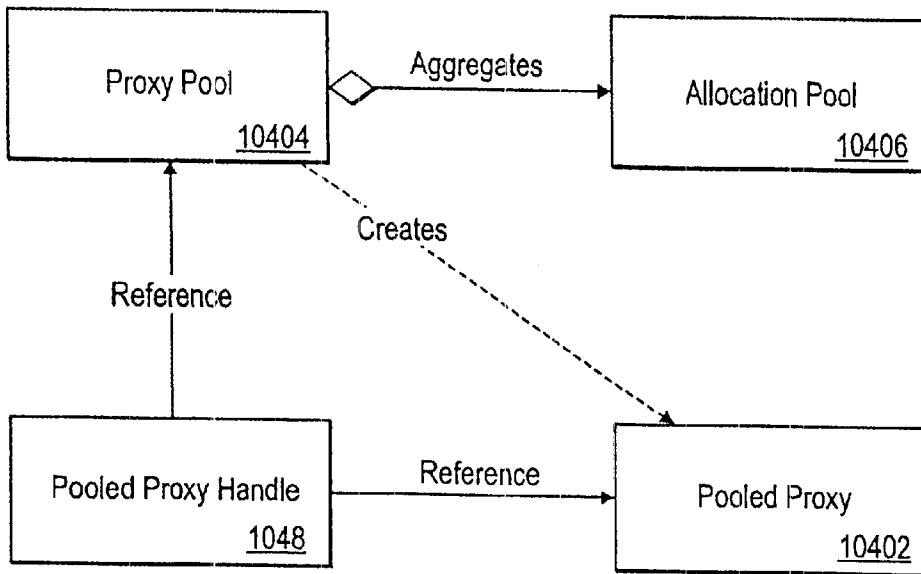 Proxy Pool
10404
Aggregates
Allocation Pool
10406
Creates
Reference
Pooled Proxy Handle
1048
Reference
Pooled Proxy
10402